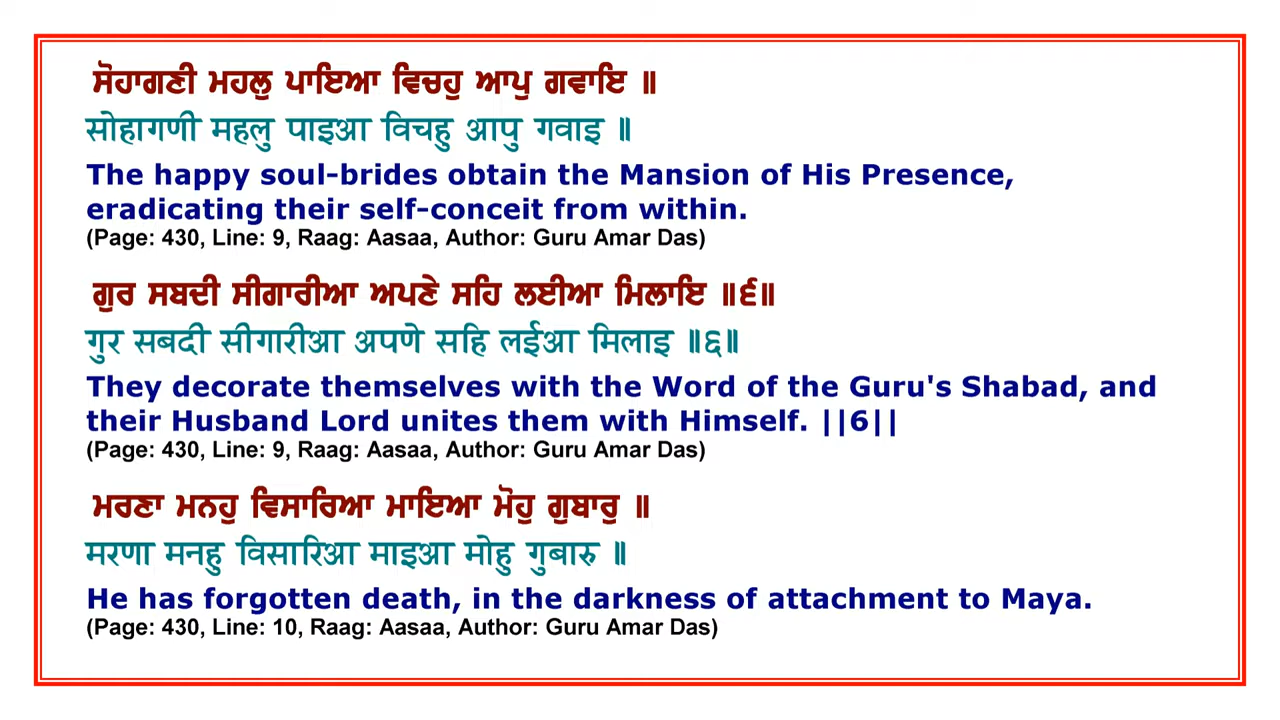 ਸੋਹਾਗਣੀ ਮਹਲੁ ਪਾਇਆ ਵਿਚਹੁ ਆਪੁ ਗਵਾਇ ॥
सोहागणी महलु पाइआ विचहु आपु गवाइ ॥
The happy soul-brides obtain the Mansion of His Presence,
eradicating their self-conceit from within.
(Page: 430, Line: 9, Raag: Aasaa, Author: Guru Amar Das)
ਗੁਰ ਸਬਦੀ ਸੀਗਾਰੀਆ ਅਪਣੇ ਸਹਿ ਲਈਆ ਮਿਲਾਇ ॥੬॥
गुर सबदी सीगारीआ अपणे सहि लईआ मिलाइ ॥६॥
They decorate themselves with the Word of the Guru's Shabad, and
their Husband Lord unites them with Himself. ||6||
(Page: 430, Line: 9, Raag: Aasaa, Author: Guru Amar Das)
ਮਰਣਾ ਮਨਹੁ ਵਿਸਾਰਿਆ ਮਾਇਆ ਮੋਹੁ ਗੁਬਾਰੁ ॥
मरणा मनहु विसारिआ माइआ मोहु गुबारु ॥
He has forgotten death, in the darkness of attachment to Maya.
(Page: 430, Line: 10, Raag: Aasaa, Author: Guru Amar Das)